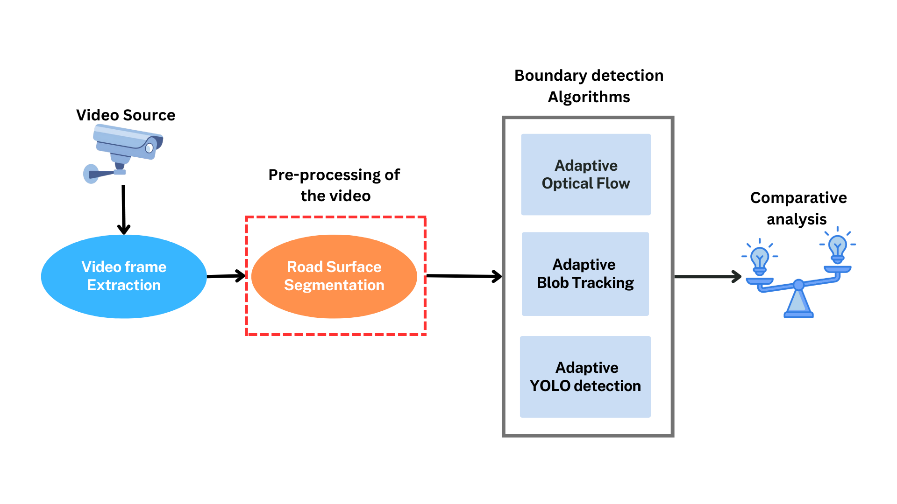 Video Source
Video frame
Extraction
Pre-processing of
the video
Road Surface
Segmentation
Boundary detection
Algorithms
Adaptive
Optical Flow
Adaptive
Blob Tracking
Adaptive
YOLO detection
Comparative
analysis